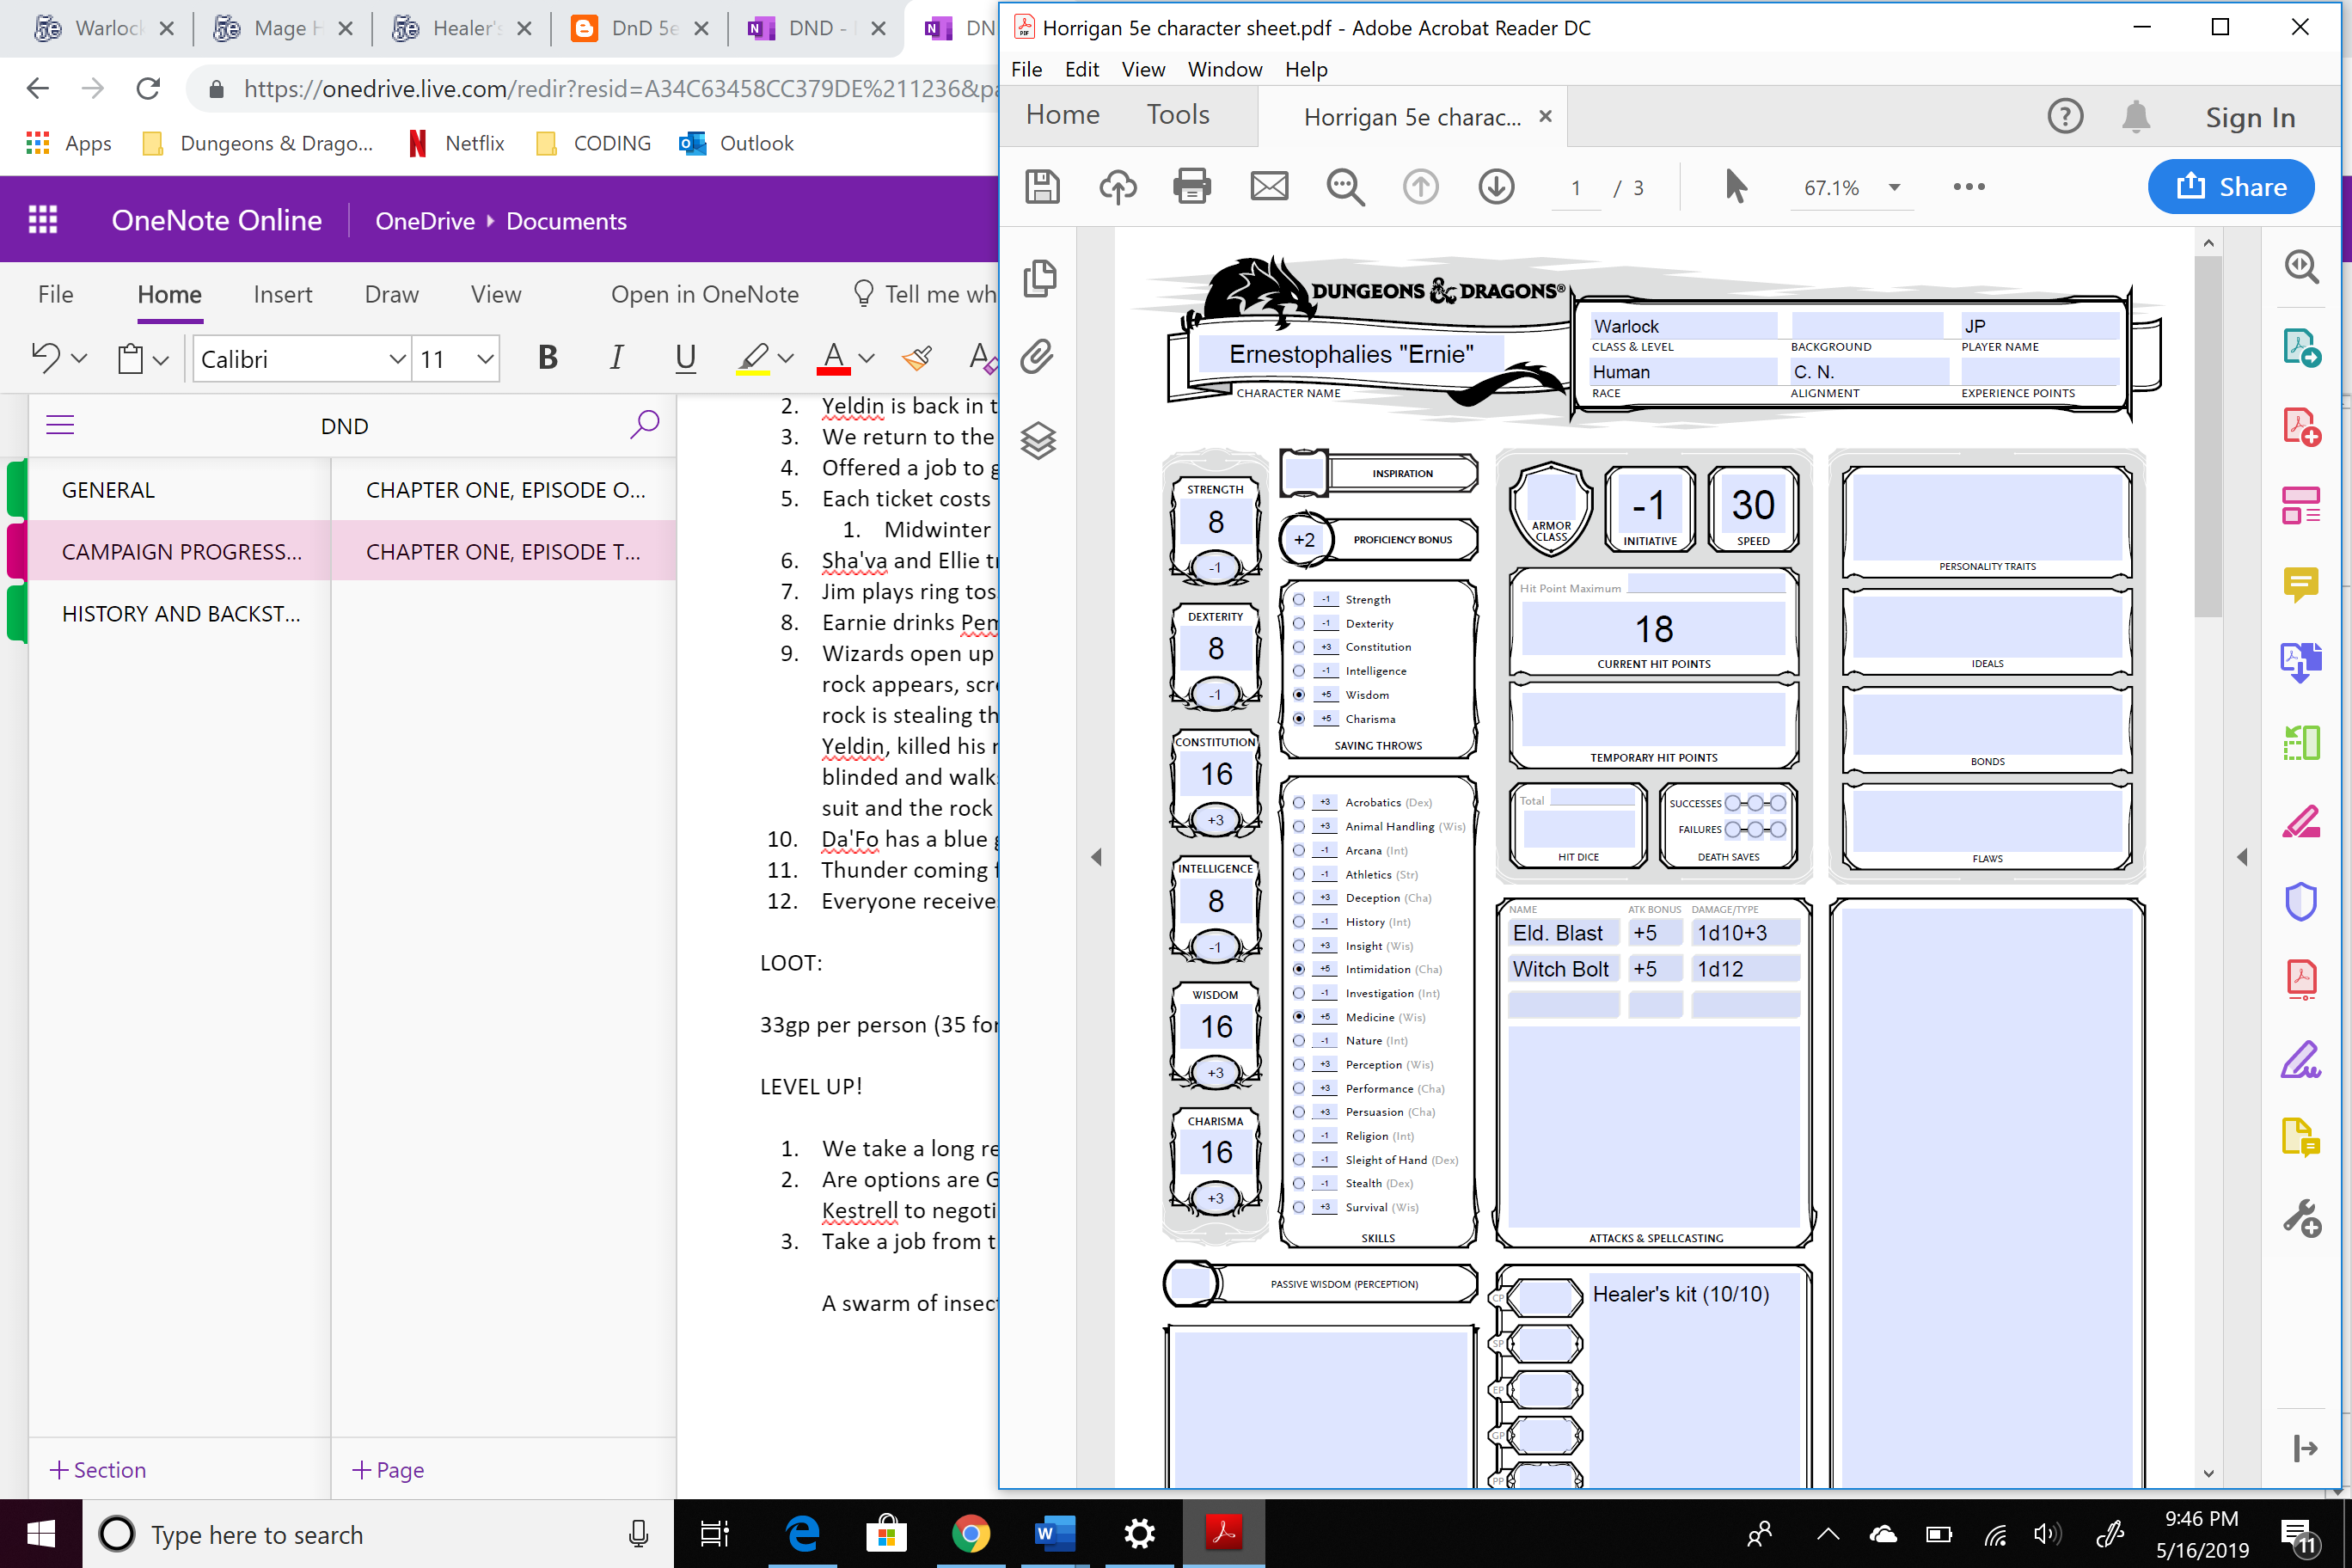 Warlock
Mage H
Healer's
DnD 5e
DND -
DN
https://onedrive.live.com/redir?resid=A34C63458CC379DE%211236&pa
Apps
Dungeons & Drago...
Netflix
CODING
Outlook
OneNote Online
OneDrive
Documents
File
Home
Insert
Draw
View
Open in OneNote
Tell me wh
Calibri
11
B
I
U
A
A
DND
GENERAL
CAMPAIGN PROGRESS...
HISTORY AND BACKST...
CHAPTER ONE, EPISODE O...
CHAPTER ONE, EPISODE T...
+ Section
+ Page
2. Yeldin is back in t
3. We return to the
4. Offered a job to g
5. Each ticket costs
1. Midwinter
6. Sha'va and Ellie tr
7. Jim plays ring tos
8. Earnie drinks Pem
9. Wizards open up
rock appears, scre
rock is stealing th
Yeldin, killed his r
blinded and walks
suit and the rock
10. Da'Fo has a blue g
11. Thunder coming f
12. Everyone receive
LOOT:
33gp per person (35 for
LEVEL UP!
1. We take a long re
2. Are options are G
Kestrell to negoti
3. Take a job from t
A swarm of insect
Horrigan 5e character sheet.pdf - Adobe Acrobat Reader DC
File Edit View Window Help
Home
Tools
Horrigan 5e charac...
Sign In
1 / 3
67.1%
Share
DUNGEONS & DRAGONS®
Ernestophalies "Ernie"
CHARACTER NAME
Warlock
JP
CLASS & LEVEL
BACKGROUND
PLAYER NAME
Human
C. N.
RACE
ALIGNMENT
EXPERIENCE POINTS
STRENGTH
8
-1
DEXTERITY
8
-1
CONSTITUTION
16
+3
INTELLIGENCE
8
-1
WISDOM
16
+3
CHARISMA
16
+3
INSPIRATION
+2 PROFICIENCY BONUS
-1 Strength
-1 Dexterity
+3 Constitution
-1 Intelligence
+5 Wisdom
+5 Charisma
SAVING THROWS
+3 Acrobatics (Dex)
+3 Animal Handling (Wis)
-1 Arcana (Int)
-1 Athletics (Str)
+3 Deception (Cha)
-1 History (Int)
+3 Insight (Wis)
+5 Intimidation (Cha)
-1 Investigation (Int)
+5 Medicine (Wis)
-1 Nature (Int)
+3 Perception (Wis)
+3 Performance (Cha)
+3 Persuasion (Cha)
-1 Religion (Int)
-1 Sleight of Hand (Dex)
-1 Stealth (Dex)
+3 Survival (Wis)
SKILLS
PASSIVE WISDOM (PERCEPTION)
ARMOR
CLASS
-1
INITIATIVE
30
SPEED
Hit Point Maximum
18
CURRENT HIT POINTS
TEMPORARY HIT POINTS
Total
HIT DICE
SUCCESSES
FAILURES
DEATH SAVES
NAME ATK BONUS DAMAGE/TYPE
Eld. Blast +5 1d10+3
Witch Bolt +5 1d12
ATTACKS & SPELLCASTING
CP
SP
EP
GP
PP
Healer's kit (10/10)
PERSONALITY TRAITS
IDEALS
BONDS
FLAWS
Type here to search
9:46 PM
5/16/2019
11